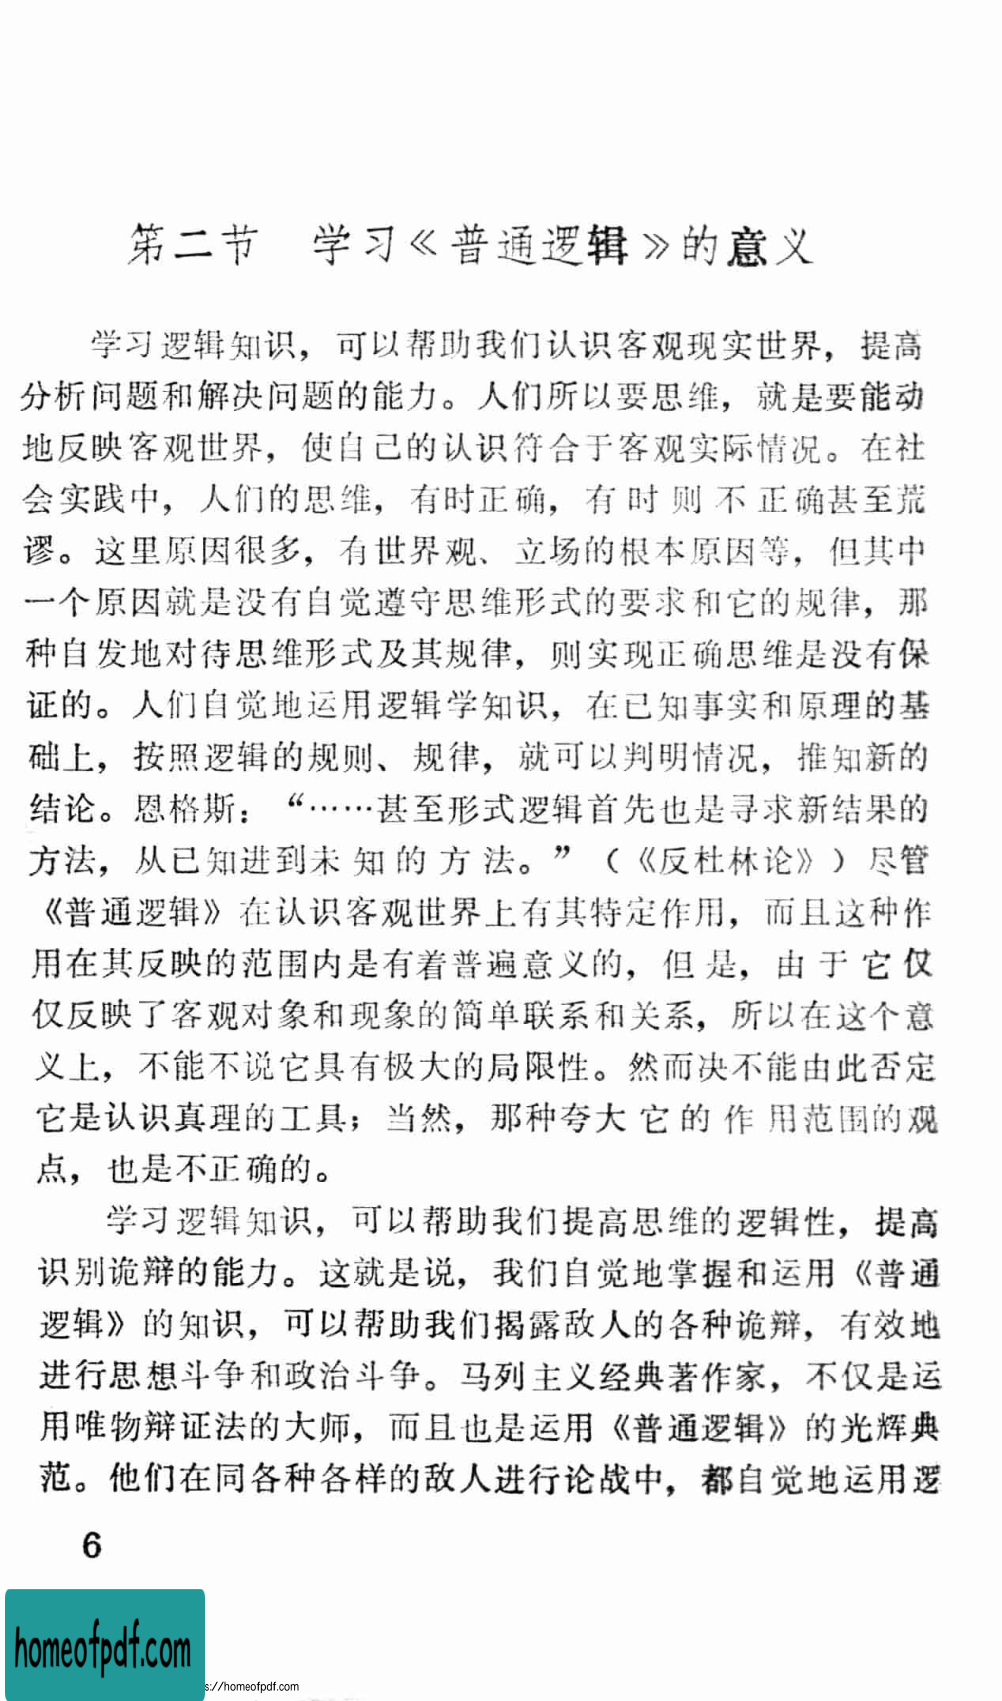 第二节 学习《普通逻辑》的意义
学习逻辑知识，可以帮助我们认识客观现实世界，提高
分析问题和解决问题的能力。人们所以要思维，就是要能动
地反映客观世界，使自己的认识符合于客观实际情况。在社
会实践中，人们的思维，有时正确，有时则不正确甚至荒
谬。这里原因很多，有世界观、立场的根本原因等，但其中
一个原因就是没有自觉遵守思维形式的要求和它的规律，那
种自发地对待思维形式及其规律，则实现正确思维是没有保
证的。人们自觉地运用逻辑学知识，在已知事实和原理的基
础上，按照逻辑的规则、规律，就可以判明情况，推知新的
结论。恩格斯：“……甚至形式逻辑首先也是寻求新结果的
方法，从已知进到未知的方法。”（《反杜林论》）尽管
《普通逻辑》在认识客观世界上有其特定作用，而且这种作
用在其反映的范围内是有着普遍意义的，但是，由于它仅
仅反映了客观对象和现象的简单联系和关系，所以在这个意
义上，不能不说它具有极大的局限性。然而决不能由此否定
它是认识真理的工具；当然，那种夸大它的作用范围的观
点，也是不正确的。
学习逻辑知识，可以帮助我们提高思维的逻辑性，提高
识别诡辩的能力。这就是说，我们自觉地掌握和运用《普通
逻辑》的知识，可以帮助我们揭露敌人的各种诡辩，有效地
进行思想斗争和政治斗争。马列主义经典著作家，不仅是运
用唯物辩证法的大师，而且也是运用《普通逻辑》的光辉典
范。他们在同各种各样的敌人进行论战中，都自觉地运用逻
6
homeofpdf.com
s://homeofpdf.com